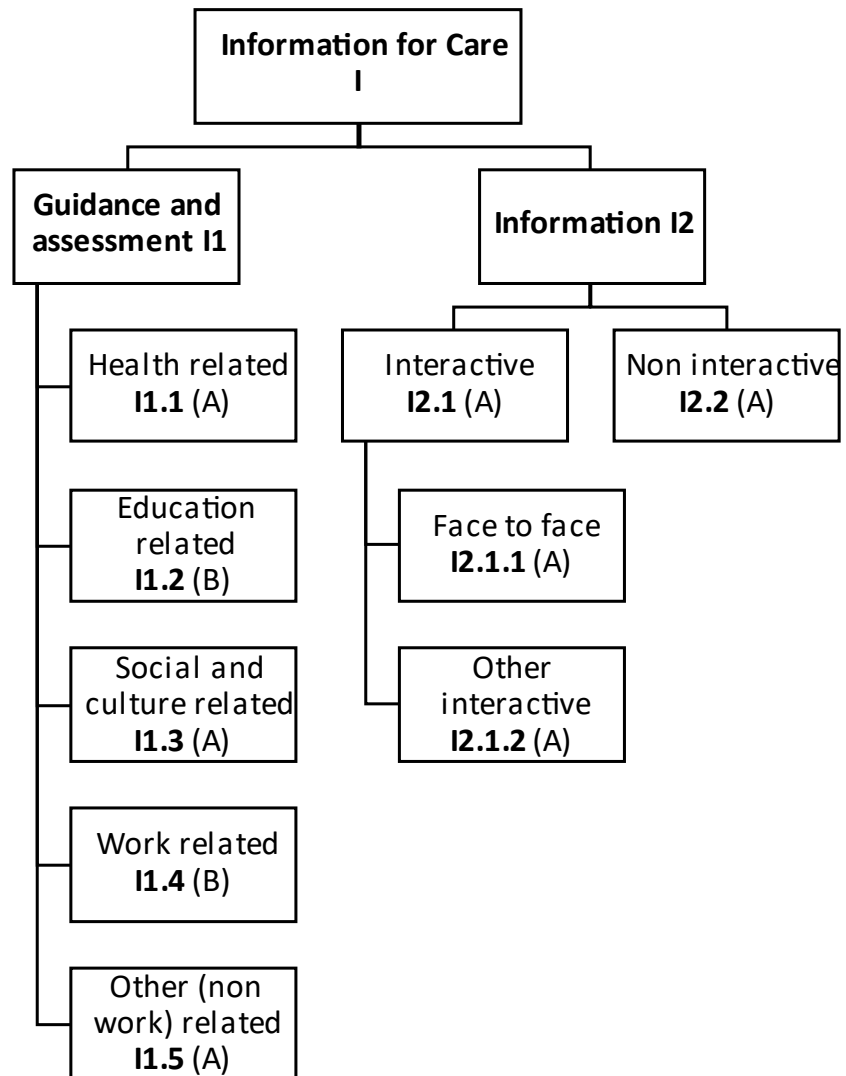 Information for Care
I
Guidance and
assessment I1
Information I2
Health related
I1.1 (A)
Interactive
I2.1 (A)
Non interactive
I2.2 (A)
Education
related
I1.2 (B)
Face to face
I2.1.1 (A)
Social and
culture related
I1.3 (A)
Other
interactive
I2.1.2 (A)
Work related
I1.4 (B)
Other (non
work) related
I1.5 (A)